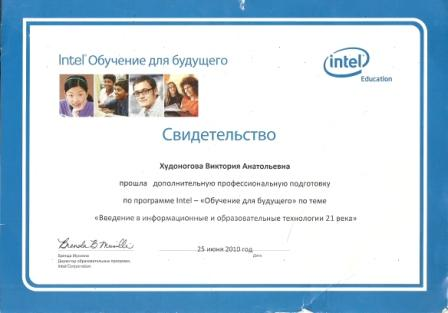 Intel® Обучение для будущего
intel
Education
Свидетельство
Худоногова Виктория Анатольевна
прошла дополнительную профессиональную подготовку
по программе Intel – «Обучение для будущего» по теме
«Введение в информационные и образовательные технологии 21 века»
25 июня 2010 год
Дата
Директор образовательных программ,
Intel Corporation